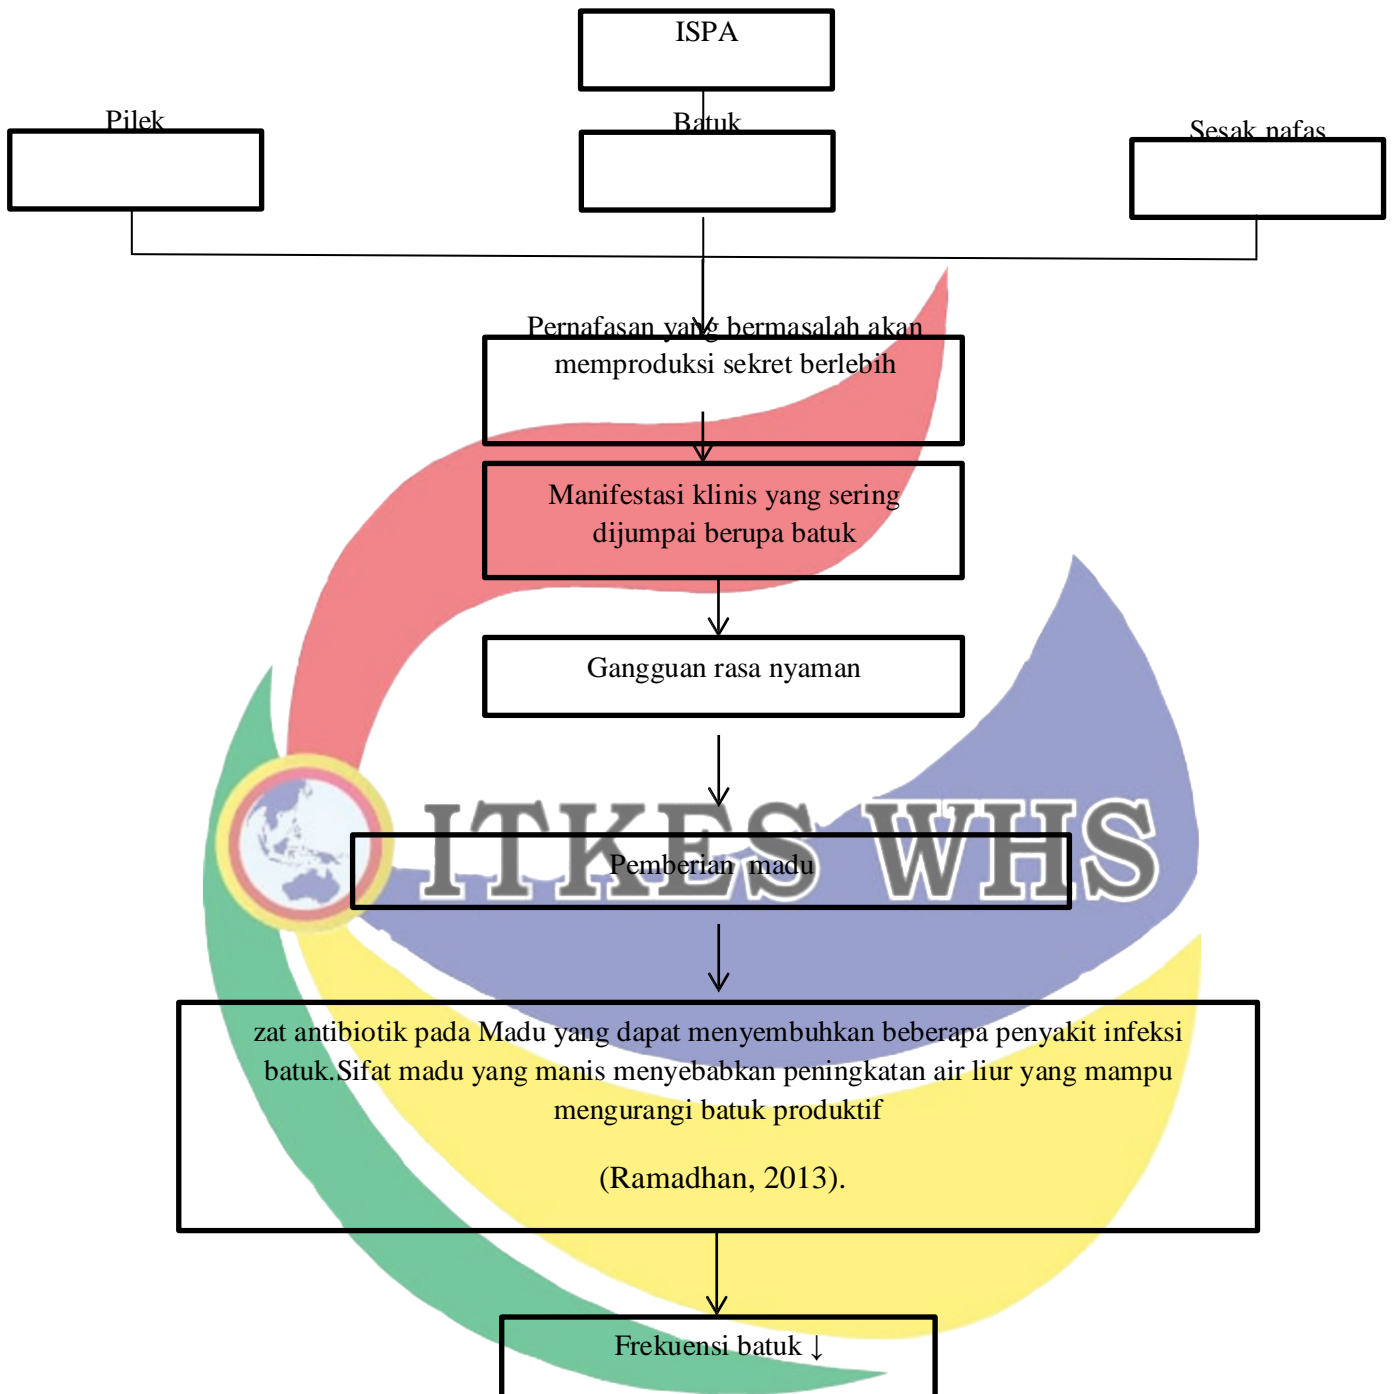 ISPA
Pilek
Batuk
Sesak nafas
Pernafasan yang bermasalah akan
memproduksi sekret berlebih
Manifestasi klinis yang sering
dijumpai berupa batuk
Gangguan rasa nyaman
ITKES WHS
Pemberian madu
zat antibiotik pada Madu yang dapat menyembuhkan beberapa penyakit infeksi
batuk.Sifat madu yang manis menyebabkan peningkatan air liur yang mampu
mengurangi batuk produktif
(Ramadhan, 2013).
Frekuensi batuk ↓